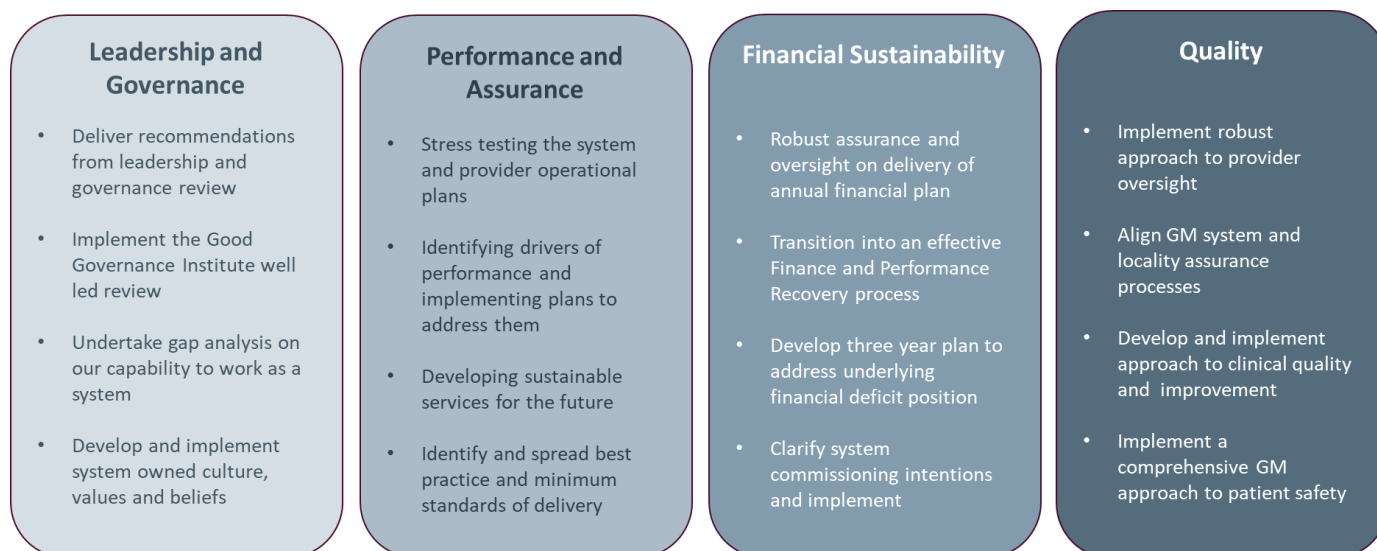 Leadership and
Governance
• Deliver recommendations
from leadership and
governance review
• Implement the Good
Governance Institute well
led review
• Undertake gap analysis on
our capability to work as a
system
• Develop and implement
system owned culture,
values and beliefs
Performance and
Assurance
• Stress testing the system
and provider operational
plans
• Identifying drivers of
performance and
implementing plans to
address them
• Developing sustainable
services for the future
• Identify and spread best
practice and minimum
standards of delivery
Financial Sustainability
• Robust assurance and
oversight on delivery of
annual financial plan
• Transition into an effective
Finance and Performance
Recovery process
• Develop three year plan to
address underlying
financial deficit position
• Clarify system
commissioning intentions
and implement
Quality
• Implement robust
approach to provider
oversight
• Align GM system and
locality assurance
processes
• Develop and implement
approach to clinical quality
and improvement
• Implement a
comprehensive GM
approach to patient safety